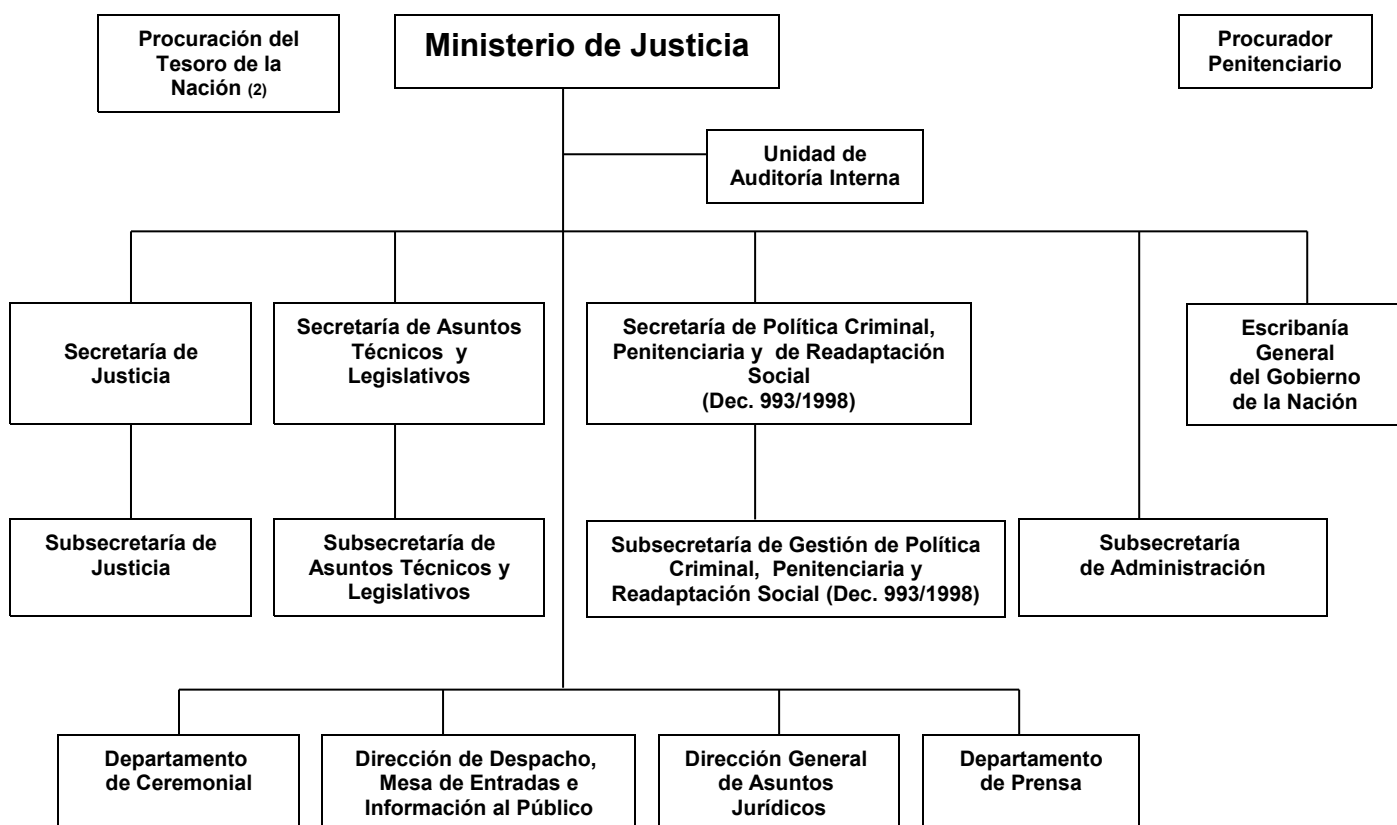 Procuración del
Tesoro de la
Nación (2)
Ministerio de Justicia
Procurador
Penitenciario
Unidad de
Auditoría Interna
Secretaría de
Justicia
Secretaría de Asuntos
Técnicos y
Legislativos
Secretaría de Política Criminal,
Penitenciaria y de Readaptación
Social
(Dec. 993/1998)
Escribanía
General
del Gobierno
de la Nación
Subsecretaría de
Justicia
Subsecretaría de
Asuntos Técnicos y
Legislativos
Subsecretaría de Gestión de Política
Criminal, Penitenciaria y
Readaptación Social (Dec. 993/1998)
Subsecretaría
de Administración
Departamento
de Ceremonial
Dirección de Despacho,
Mesa de Entradas e
Información al Público
Dirección General
de Asuntos
Jurídicos
Departamento
de Prensa